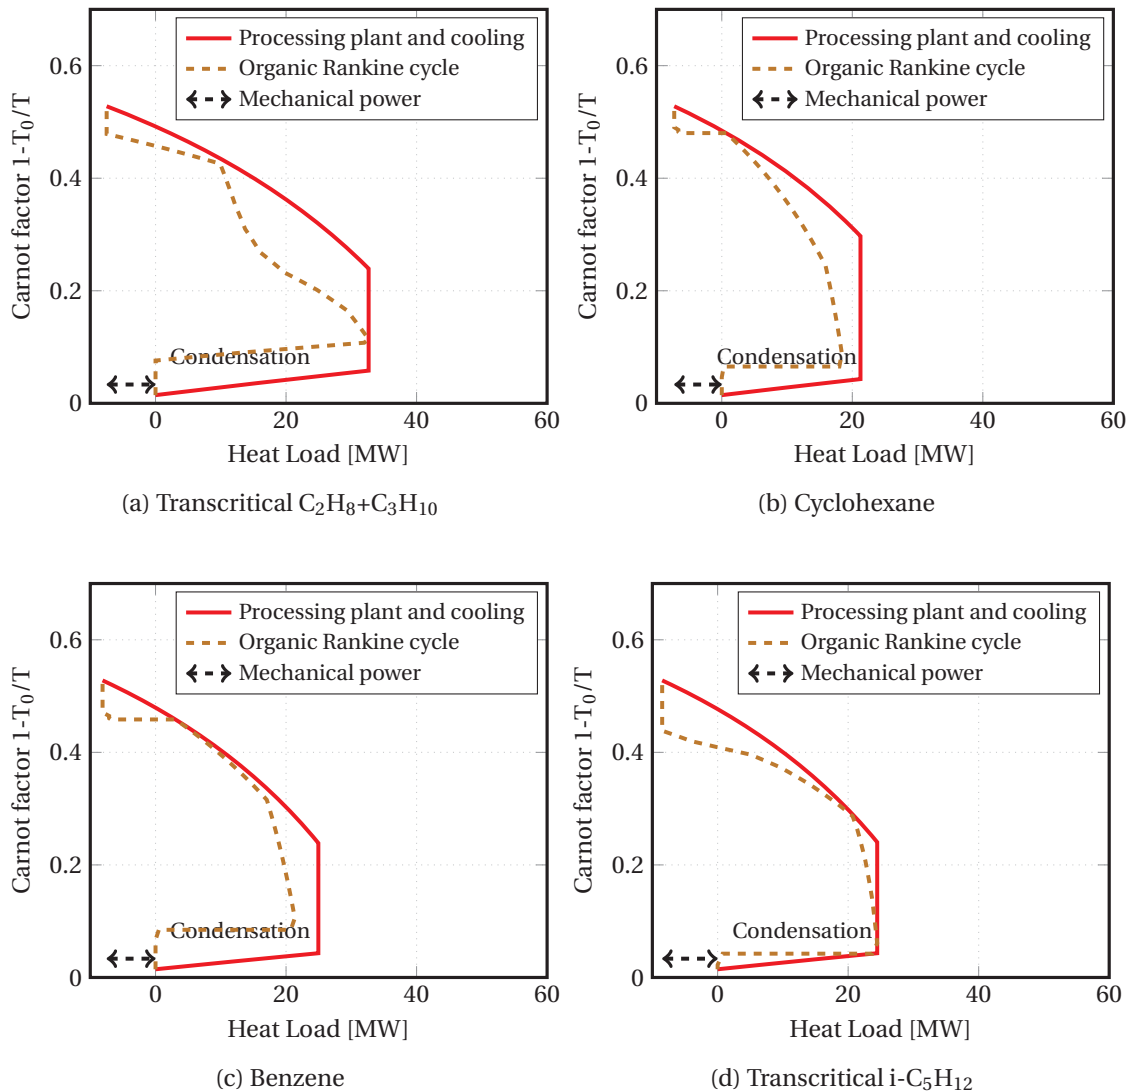 Processing plant and cooling
Organic Rankine cycle
Mechanical power
0.6
0.4
0.2
0
Carnot factor 1-T₀/T
Condensation
0 20 40 60
Heat Load [MW]
(a) Transcritical C₂H₈+C₃H₁₀
Processing plant and cooling
Organic Rankine cycle
Mechanical power
0.6
0.4
0.2
0
Carnot factor 1-T₀/T
Condensation
0 20 40 60
Heat Load [MW]
(b) Cyclohexane
Processing plant and cooling
Organic Rankine cycle
Mechanical power
0.6
0.4
0.2
0
Carnot factor 1-T₀/T
Condensation
0 20 40 60
Heat Load [MW]
(c) Benzene
Processing plant and cooling
Organic Rankine cycle
Mechanical power
0.6
0.4
0.2
0
Carnot factor 1-T₀/T
Condensation
0 20 40 60
Heat Load [MW]
(d) Transcritical i-C₅H₁₂